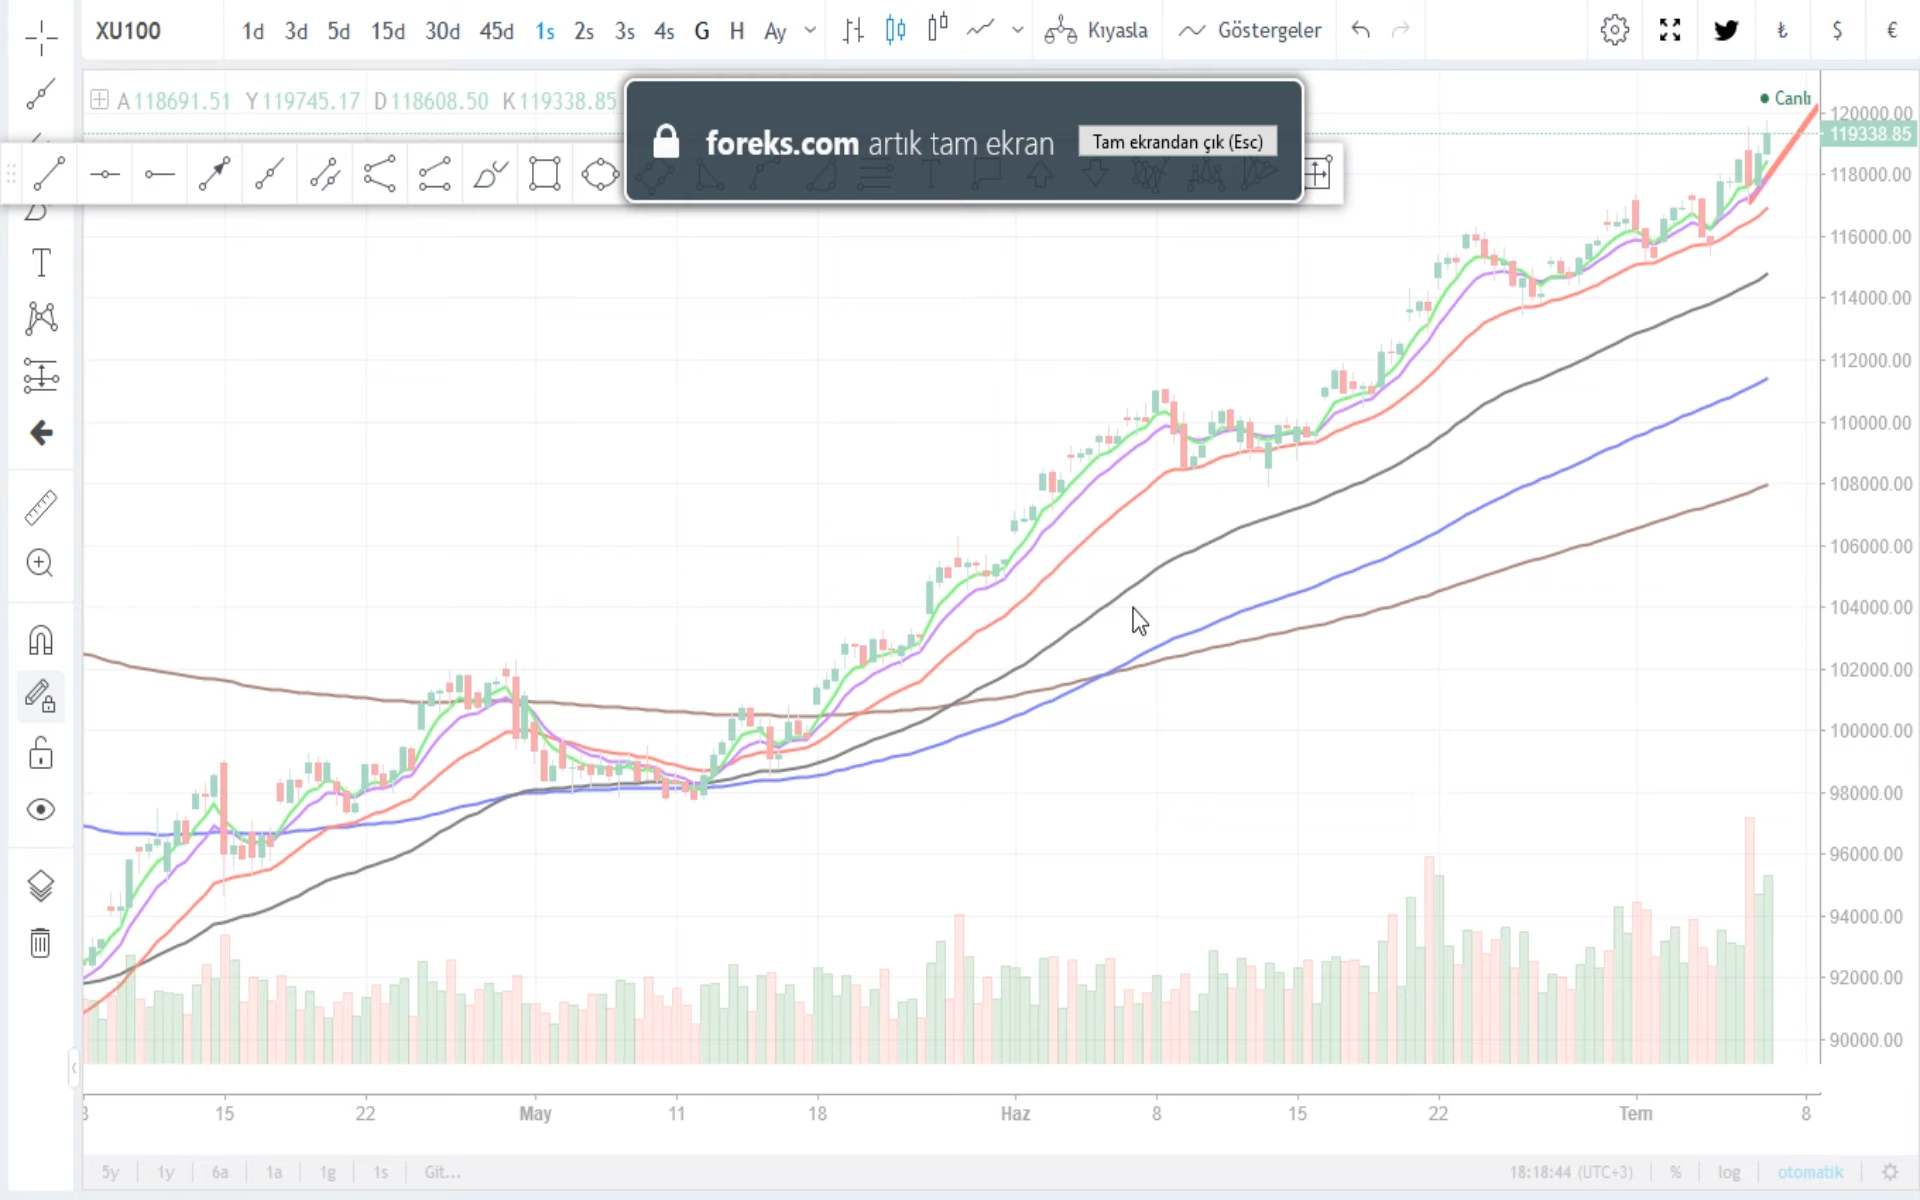 XU100 1d 3d 5d 15d 30d 45d 1s 2s 3s 4s G H Ay Kıyasla Göstergeler ₺ $ €
A118691.51 Y119745.17 D118608.50 K119338.85
Canlı
foreks.com artık tam ekran Tam ekrandan çık (Esc)
120000.00
119338.85
118000.00
116000.00
114000.00
112000.00
110000.00
108000.00
106000.00
104000.00
102000.00
100000.00
98000.00
96000.00
94000.00
92000.00
90000.00
15 22 May 11 18 Haz 8 15 22 Tem 8
5y 1y 6a 1a 1g 1s Git... 18:18:44 (UTC+3) % log otomatik